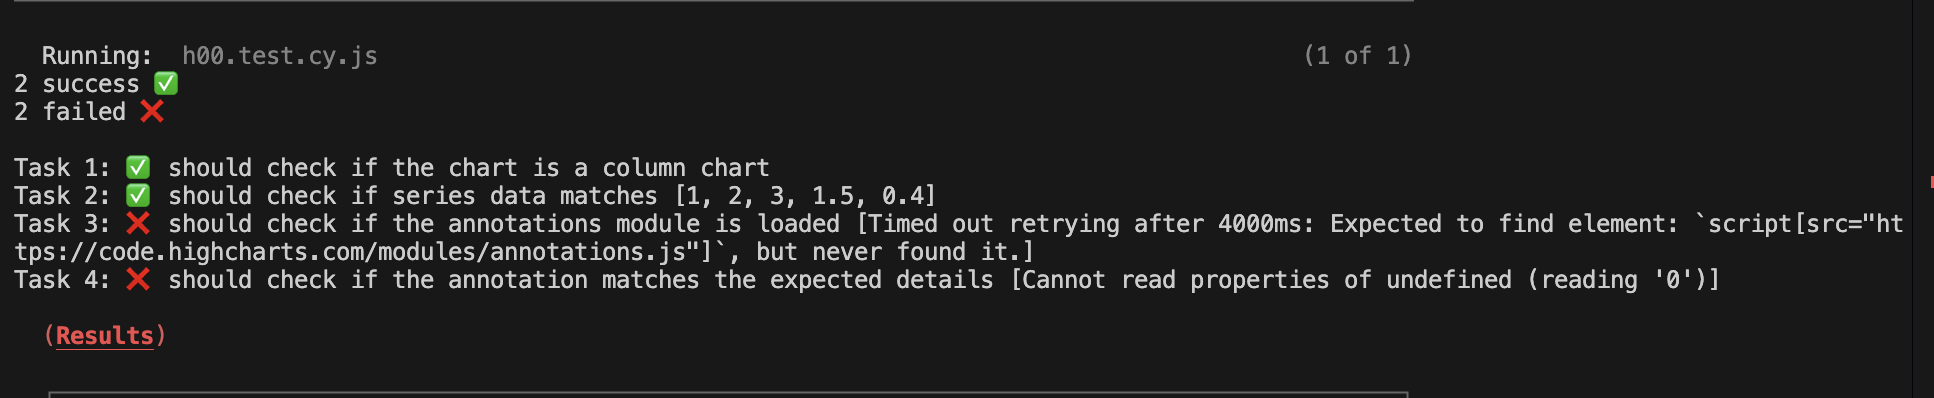 Running: h00.test.cy.js (1 of 1)
2 success ✅
2 failed ❌
Task 1: ✅ should check if the chart is a column chart
Task 2: ✅ should check if series data matches [1, 2, 3, 1.5, 0.4]
Task 3: ❌ should check if the annotations module is loaded [Timed out retrying after 4000ms: Expected to find element: `script[src="ht
tps://code.highcharts.com/modules/annotations.js"]`, but never found it.]
Task 4: ❌ should check if the annotation matches the expected details [Cannot read properties of undefined (reading '0')]
(Results)